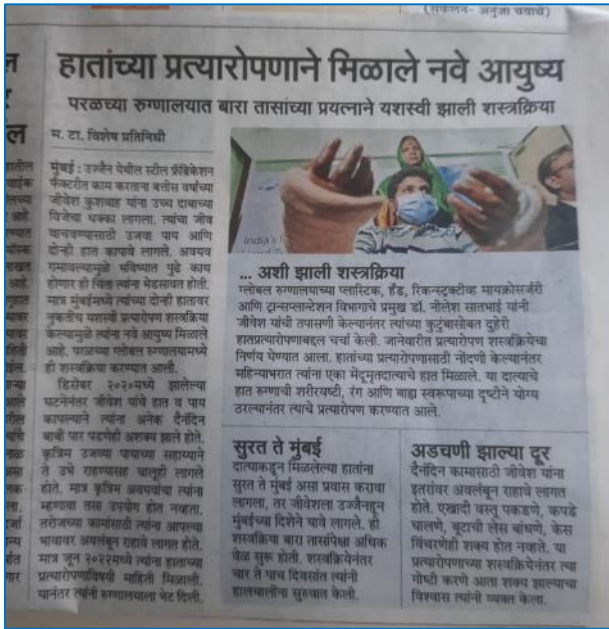 (संकलन- अनुजा चवाथे)
हातांच्या प्रत्यारोपणाने मिळाले नवे आयुष्य
परळच्या रुग्णालयात बारा तासांच्या प्रयत्नाने यशस्वी झाली शस्त्रक्रिया
म. टा. विशेष प्रतिनिधी
मुंबई : उज्जैन येथील स्टील फ्रॅब्रिकेशन
फॅक्टरीत काम करताना बत्तीस वर्षांच्या
जीवेश कुशवाह यांना उच्च दाबाच्या
विजेचा धक्का लागला. त्यांचा जीव
वाचवण्यासाठी उजवा पाय आणि
दोन्ही हात कापावे लागले. अवयव
गमावल्यामुळे भविष्यात पुढे काय
होणार ही चिंता त्यांना भेडसावत होती.
मात्र मुंबईमध्ये त्यांच्या दोन्ही हातावर
नुकतीच यशस्वी प्रत्यारोपण शस्त्रक्रिया
केल्यामुळे त्यांना नवे आयुष्य मिळाले
आहे. परळच्या ग्लोबल रुग्णालयामध्ये
ही शस्त्रक्रिया करण्यात आली.
डिसेंबर २०२०मध्ये झालेल्या
घटनेनंतर जीवेश यांचे हात व पाय
कापल्याने त्यांना अनेक दैनंदिन
बाबी पार पडणेही अशक्य झाले होते.
कृत्रिम उजव्या पायाच्या सहाय्याने
ते उभे राहण्यासह चालूही लागले
होते. मात्र कृत्रिम अवयवांचा त्यांना
म्हणावा तसा उपयोग होत नव्हता.
दररोजच्या कामांसाठी त्यांना आपल्या
भावावर अवलंबून राहावे लागत होते.
मात्र जून २०२२मध्ये त्यांना हाताच्या
प्रत्यारोपणाविषयी माहिती मिळाली.
यानंतर त्यांनी रुग्णालयाला भेट दिली.
India's
... अशी झाली शस्त्रक्रिया
ग्लोबल रुग्णालयाच्या प्लास्टिक, हँड, रिकन्स्ट्रक्टीव्ह मायक्रोसर्जरी
आणि ट्रान्सप्लान्टेशन विभागाचे प्रमुख डॉ. नीलेश सातभाई यांनी
जीवेश यांची तपासणी केल्यानंतर त्यांच्या कुटुंबासोबत दुहेरी
हातप्रत्यारोपणाबद्दल चर्चा केली. जानेवारीत प्रत्यारोपण शस्त्रक्रियेचा
निर्णय घेण्यात आला. हातांच्या प्रत्यारोपणासाठी नोंदणी केल्यानंतर
महिन्याभरात त्यांना एका मेंदूमृतदात्याचे हात मिळाले. या दात्याचे
हात रुग्णाची शरीरयष्टी, रंग आणि बाह्य स्वरूपाच्या दृष्टीने योग्य
ठरल्यानंतर त्याचे प्रत्यारोपण करण्यात आले.
सुरत ते मुंबई
दात्याकडून मिळलेल्या हातांना
सुरत ते मुंबई असा प्रवास करावा
लागला, तर जीवेशला उज्जैनहून
मुंबईच्या दिशेने यावे लागले. ही
शस्त्रक्रिया बारा तासांपेक्षा अधिक
वेळ सुरू होती. शस्त्रक्रियेनंतर
चार ते पाच दिवसांत त्यांनी
हालचालींना सुरुवात केली.
अडचणी झाल्या दूर
दैनंदिन कामासाठी जीवेश यांना
इतरांवर अवलंबून राहावे लागत
होते. एखादी वस्तू पकडणे, कपडे
घालणे, बूटाची लेस बांधणे, केस
विंचरणेही शक्य होत नव्हते. या
प्रत्यारोपणाच्या शस्त्रक्रियेनंतर त्या
गोष्टी करणे आता शक्य झाल्याचा
विश्वास त्यांनी व्यक्त केला.